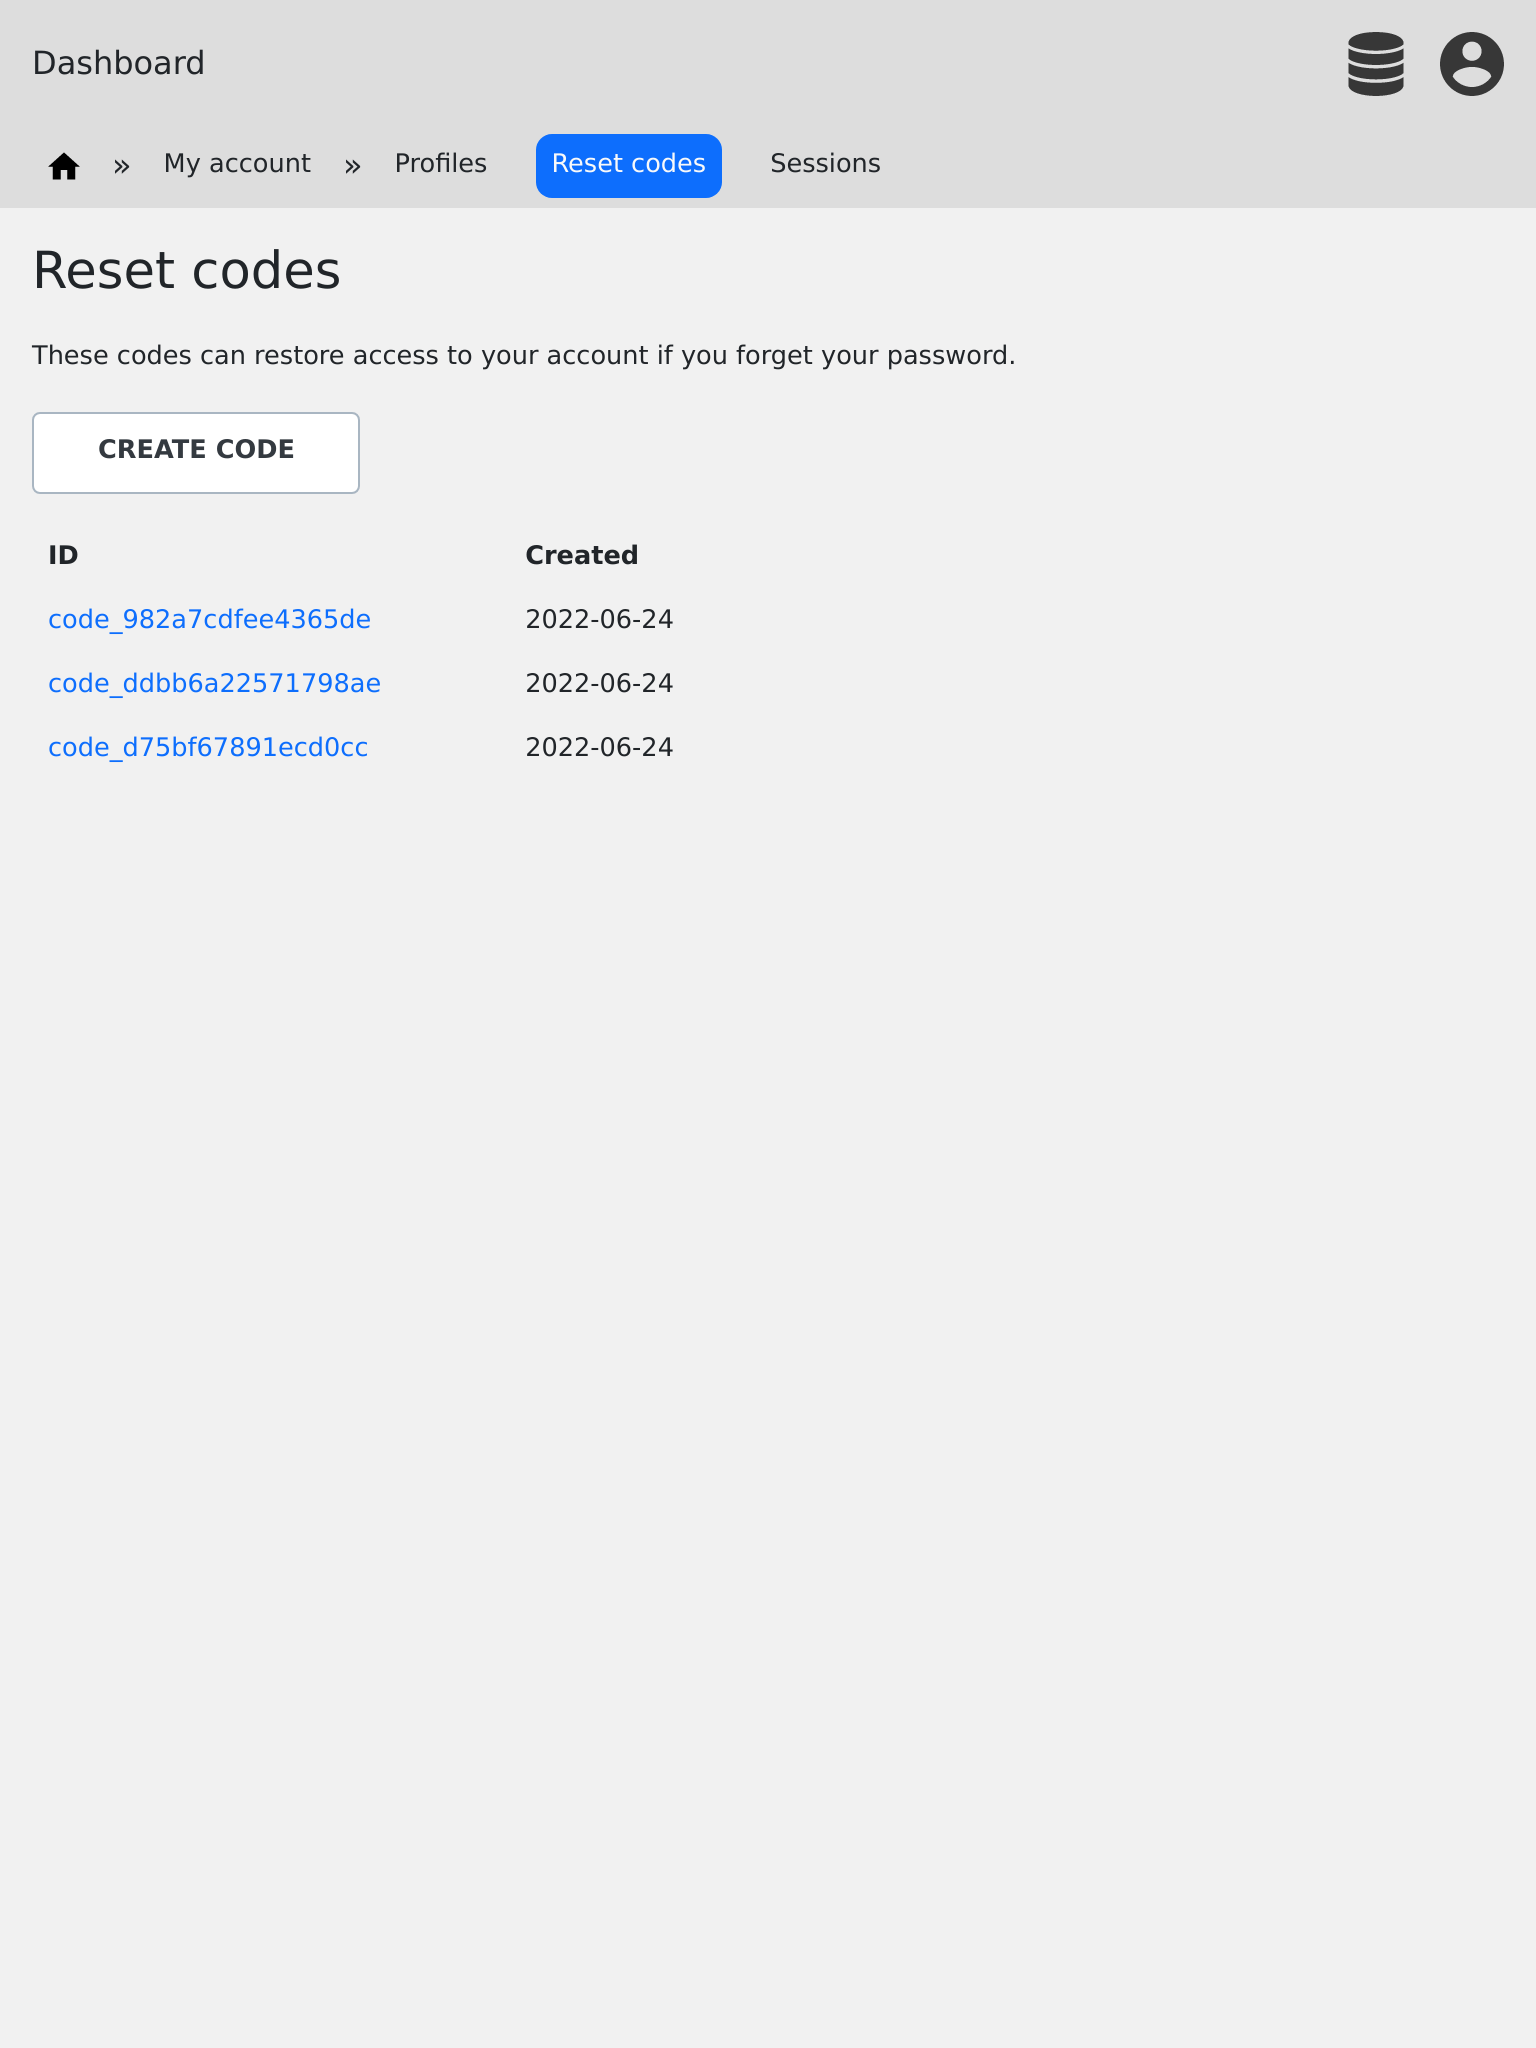 Dashboard
» My account » Profiles Reset codes Sessions
Reset codes
These codes can restore access to your account if you forget your password.
CREATE CODE
ID Created
code_982a7cdfee4365de 2022-06-24
code_ddbb6a22571798ae 2022-06-24
code_d75bf67891ecd0cc 2022-06-24